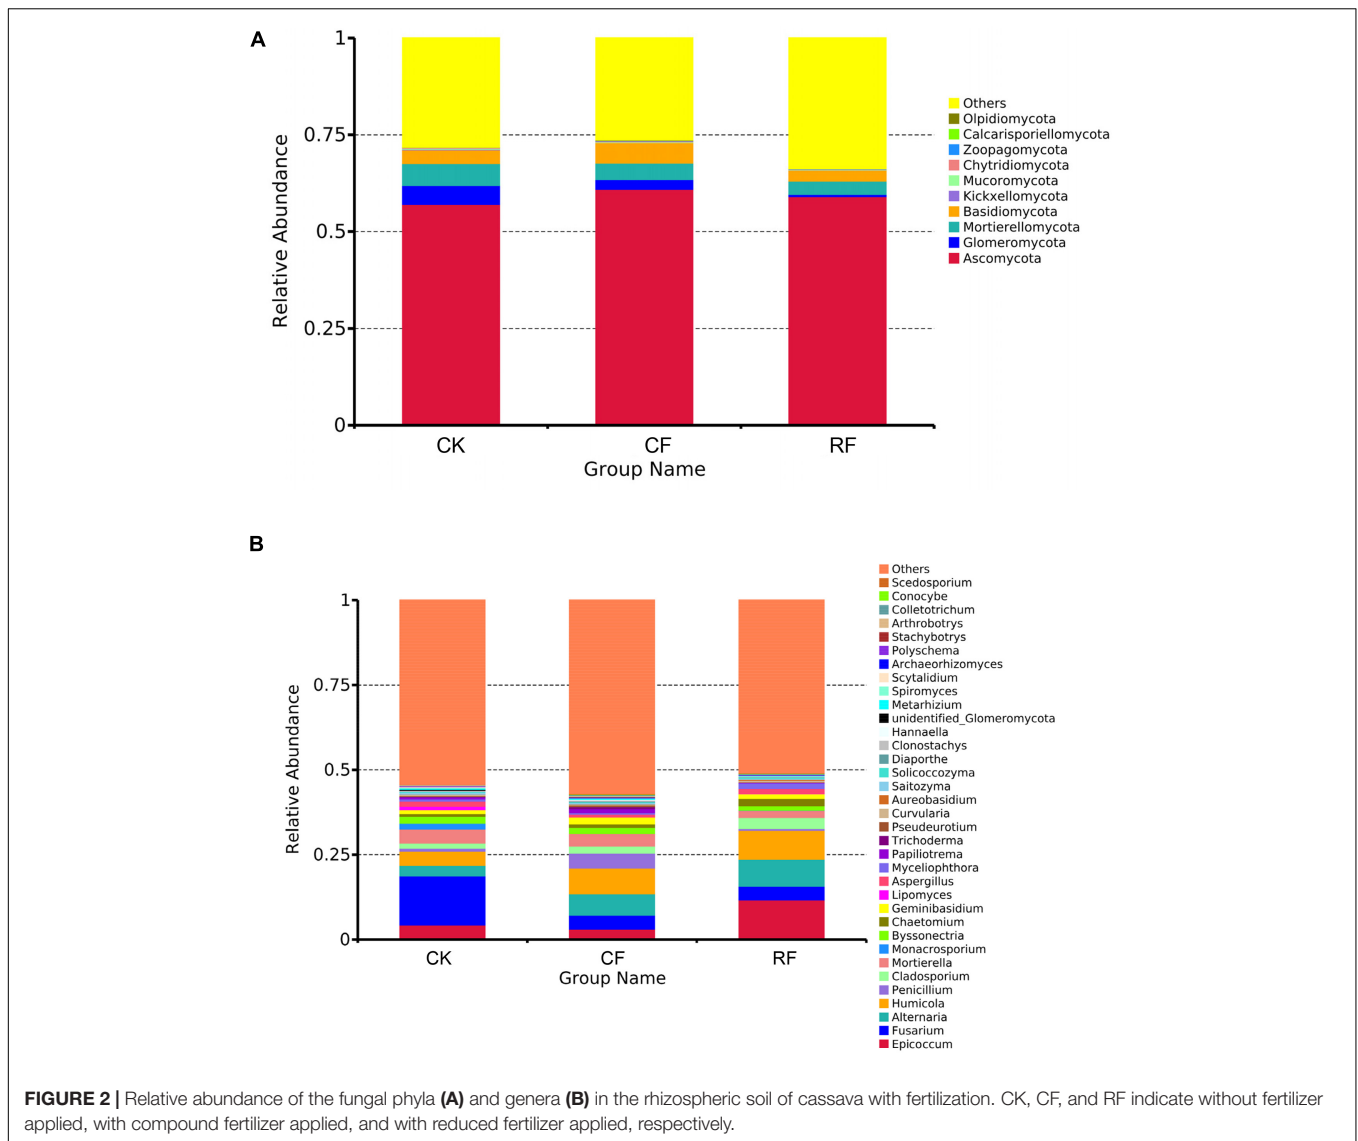 A
1
0.75
0.5
0.25
0
Relative Abundance
CK CF RF
Group Name
Others
Olpidiomycota
Calcarisporiellomycota
Zoopagomycota
Chytridiomycota
Mucoromycota
Kickxellomycota
Basidiomycota
Mortierellomycota
Glomeromycota
Ascomycota
B
1
0.75
0.5
0.25
0
Relative Abundance
CK CF RF
Group Name
Others
Scedosporium
Conocybe
Colletotrichum
Arthrobotrys
Stachybotrys
Polyschema
Archaeorhizomyces
Scytalidium
Spiromyces
Metarhizium
unidentified_Glomeromycota
Hannaella
Clonostachys
Diaporthe
Solicoccozyma
Saitozyma
Aureobasidium
Curvularia
Pseudeurotium
Trichoderma
Papiliotrema
Myceliophthora
Aspergillus
Lipomyces
Geminibasidium
Chaetomium
Byssonectria
Monacrosporium
Mortierella
Cladosporium
Penicillium
Humicola
Alternaria
Fusarium
Epicoccum
FIGURE 2 | Relative abundance of the fungal phyla (A) and genera (B) in the rhizospheric soil of cassava with fertilization. CK, CF, and RF indicate without fertilizer
applied, with compound fertilizer applied, and with reduced fertilizer applied, respectively.